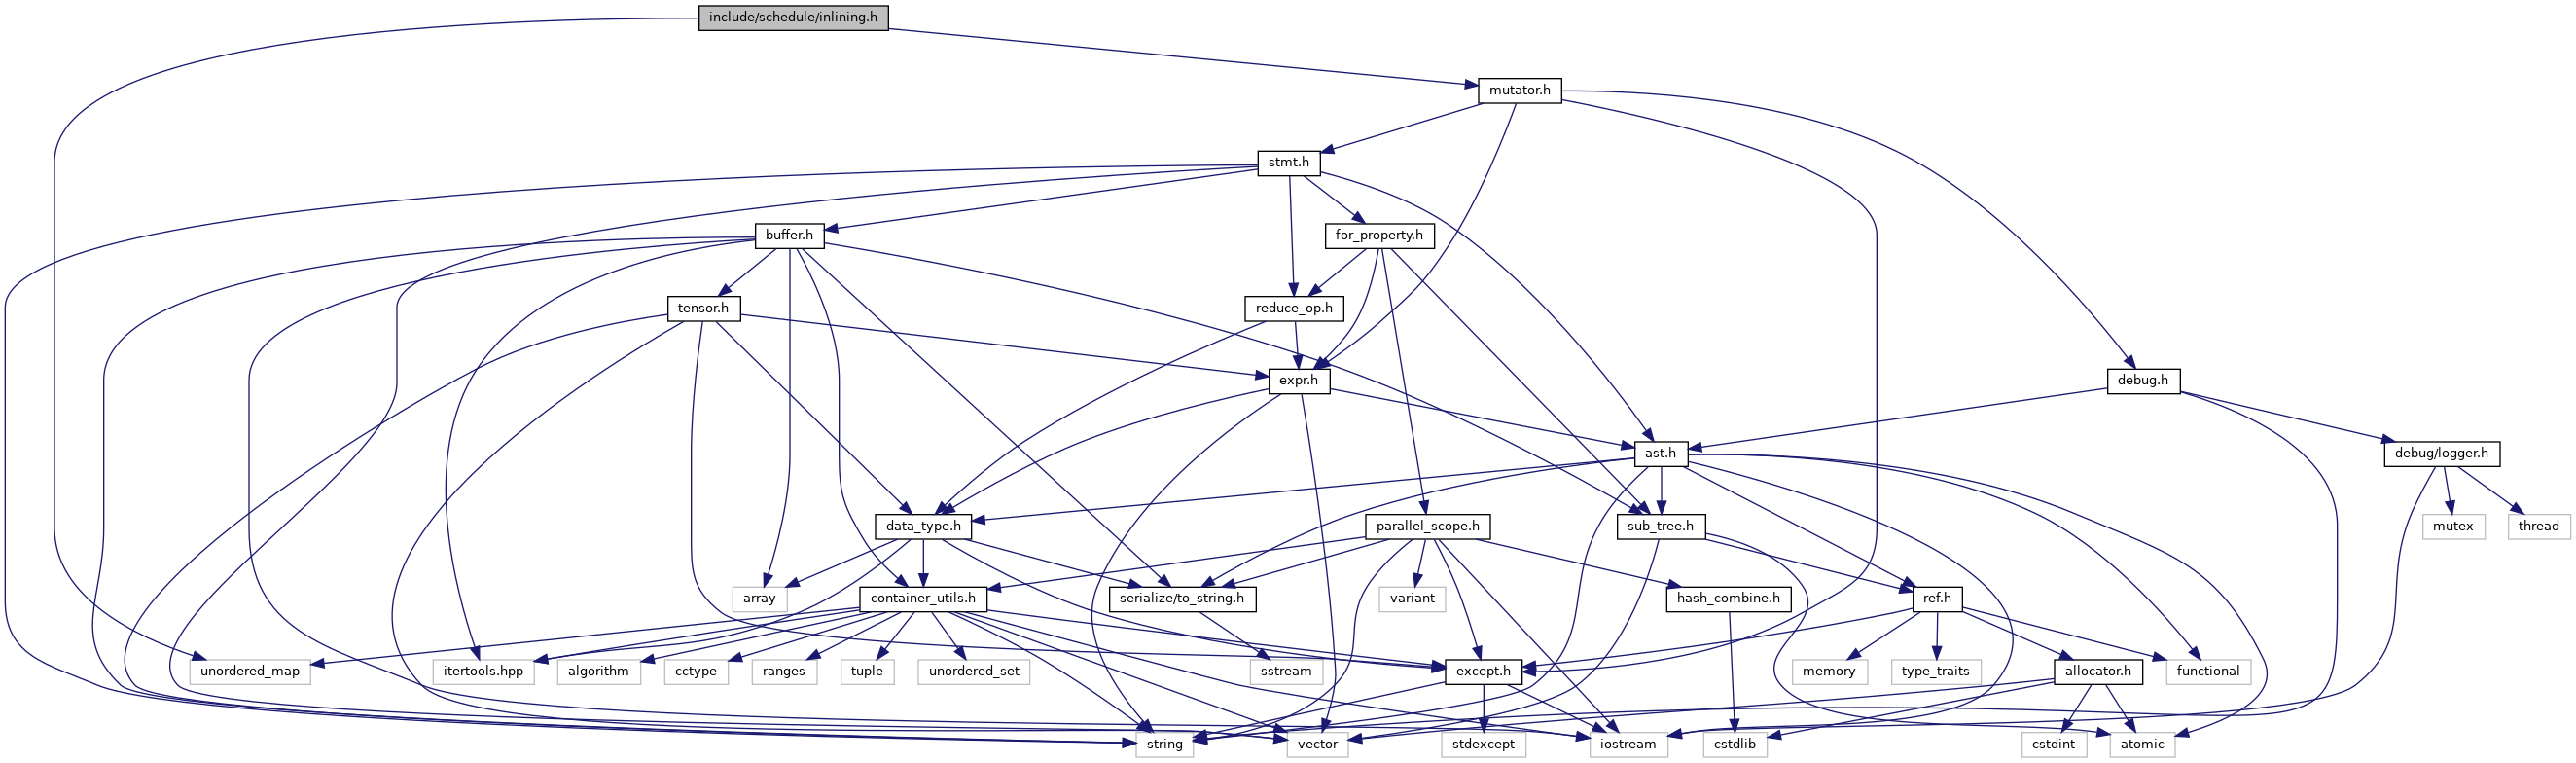 include/schedule/inlining.h
mutator.h
stmt.h
buffer.h
for_property.h
tensor.h
reduce_op.h
expr.h
debug.h
ast.h
debug/logger.h
data_type.h
parallel_scope.h
sub_tree.h
mutex
thread
array
container_utils.h
serialize/to_string.h
variant
hash_combine.h
ref.h
unordered_map
itertools.hpp
algorithm
cctype
ranges
tuple
unordered_set
sstream
except.h
memory
type_traits
allocator.h
functional
string
vector
stdexcept
iostream
cstdlib
cstdint
atomic